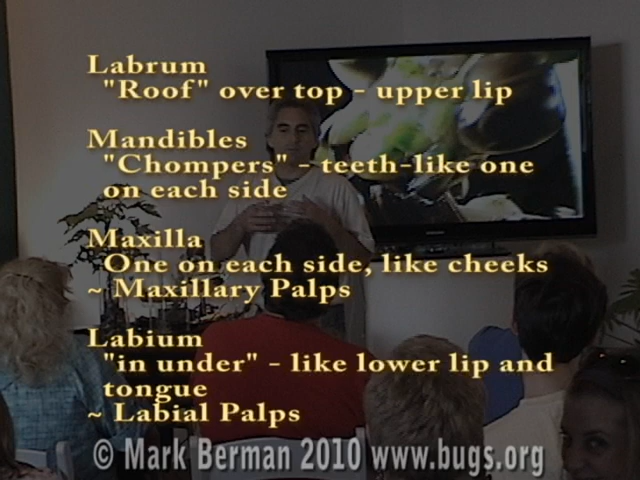 Labrum
"Roof" over top - upper lip
Mandibles
"Chompers" - teeth-like one
on each side
Maxilla
One on each side, like cheeks
~ Maxillary Palps
Labium
"in under" - like lower lip and
tongue
~ Labial Palps
© Mark Berman 2010 www.bugs.org